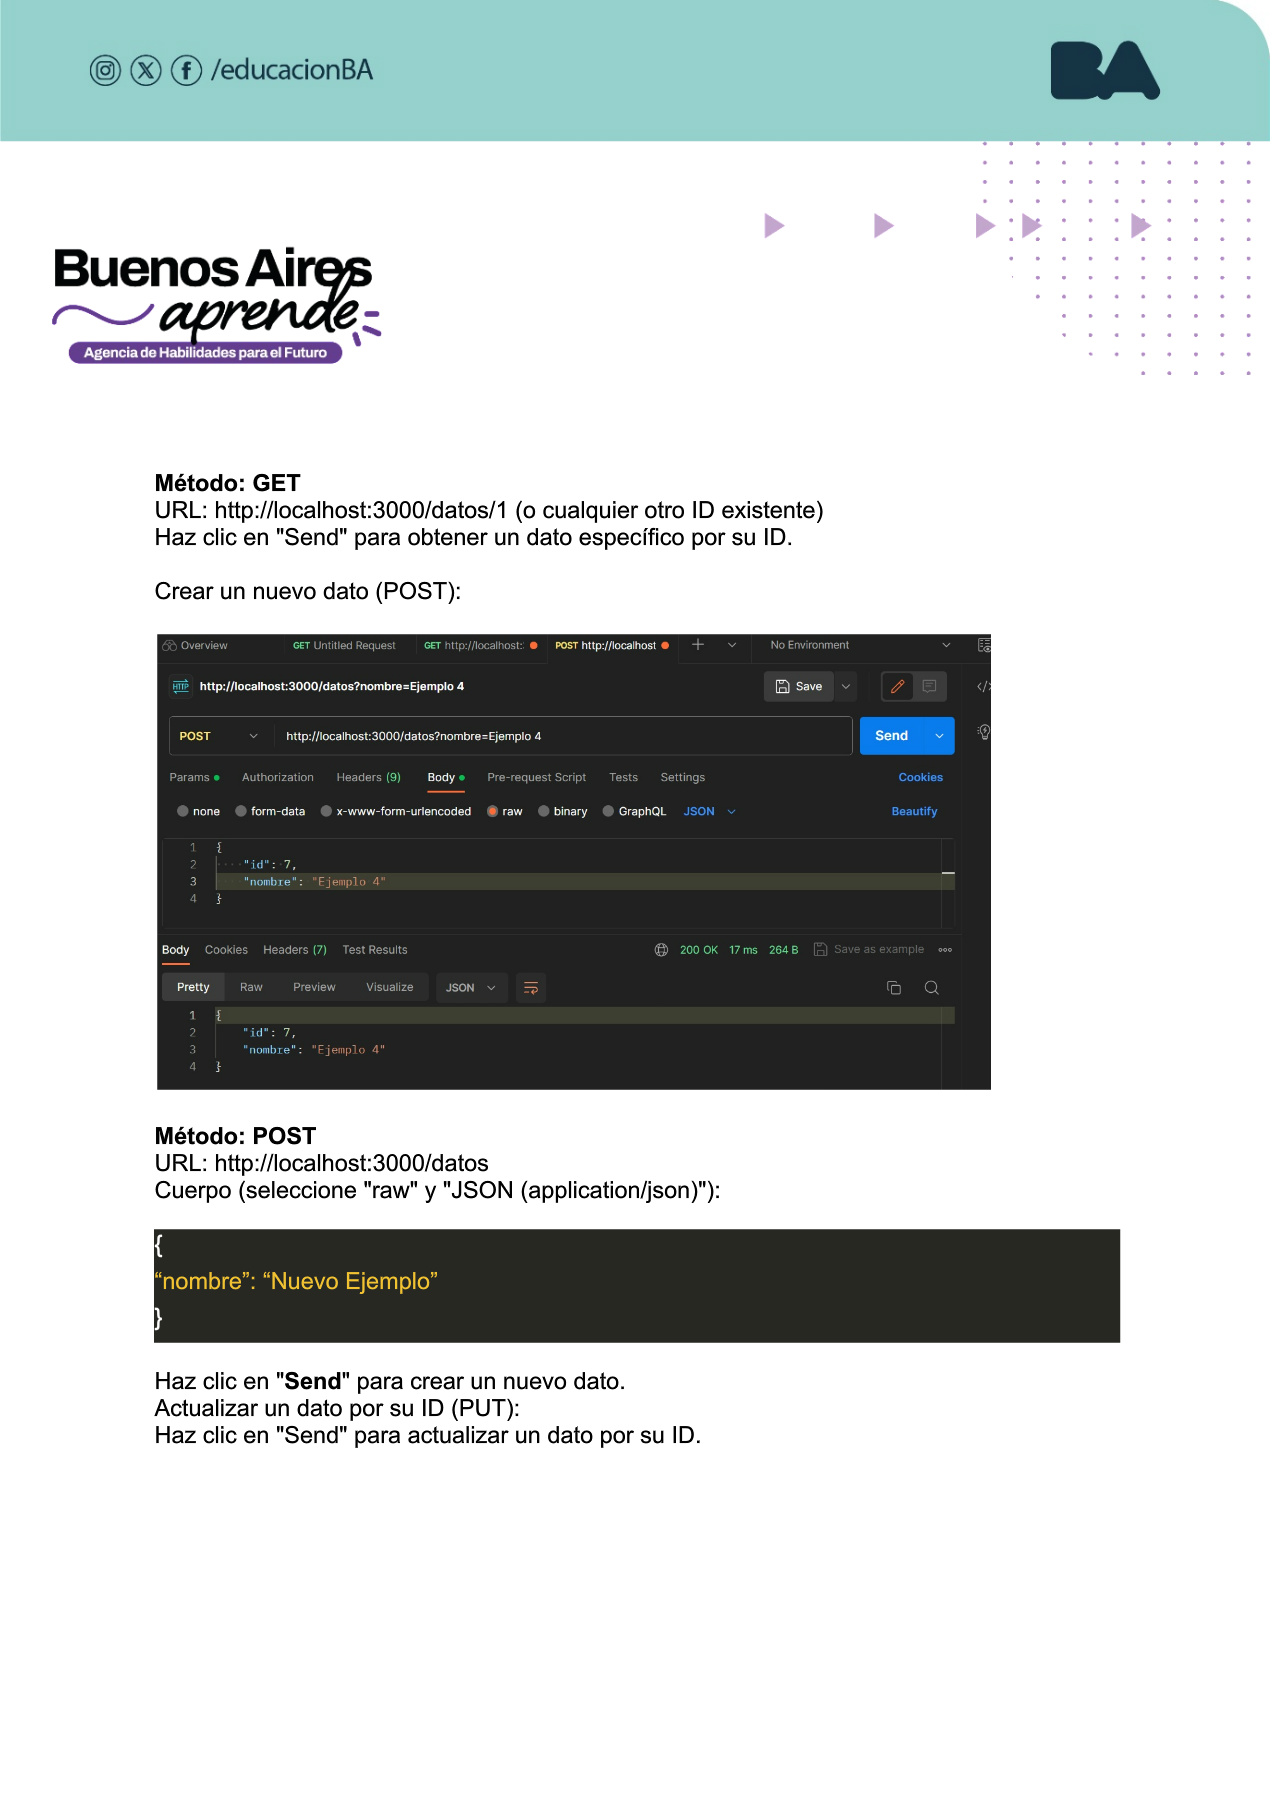 /educacionBA
BA
Buenos Aires
aprende
Agencia de Habilidades para el Futuro
Método: GET
URL: http://localhost:3000/datos/1 (o cualquier otro ID existente)
Haz clic en "Send" para obtener un dato específico por su ID.
Crear un nuevo dato (POST):
Overview GET Untitled Request GET http://localhost: POST http://localhost No Environment
HTTP http://localhost:3000/datos?nombre=Ejemplo 4 Save
POST http://localhost:3000/datos?nombre=Ejemplo 4 Send
Params Authorization Headers (9) Body Pre-request Script Tests Settings Cookies
none form-data x-www-form-urlencoded raw binary GraphQL JSON Beautify
1 {
2 "id": 7,
3 "nombre": "Ejemplo 4"
4 }
Body Cookies Headers (7) Test Results 200 OK 17 ms 264 B Save as example
Pretty Raw Preview Visualize JSON
1 {
2 "id": 7,
3 "nombre": "Ejemplo 4"
4 }
Método: POST
URL: http://localhost:3000/datos
Cuerpo (seleccione "raw" y "JSON (application/json)"):
{
“nombre”: “Nuevo Ejemplo”
}
Haz clic en "Send" para crear un nuevo dato.
Actualizar un dato por su ID (PUT):
Haz clic en "Send" para actualizar un dato por su ID.